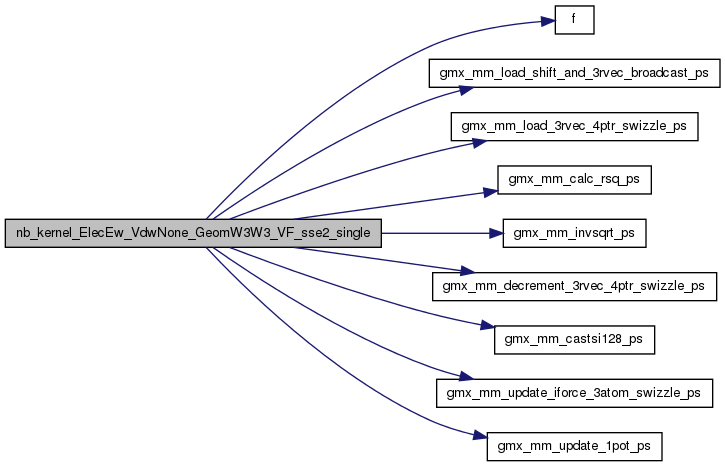 f
gmx_mm_load_shift_and_3rvec_broadcast_ps
gmx_mm_load_3rvec_4ptr_swizzle_ps
gmx_mm_calc_rsq_ps
nb_kernel_ElecEw_VdwNone_GeomW3W3_VF_sse2_single
gmx_mm_invsqrt_ps
gmx_mm_decrement_3rvec_4ptr_swizzle_ps
gmx_mm_castsi128_ps
gmx_mm_update_iforce_3atom_swizzle_ps
gmx_mm_update_1pot_ps